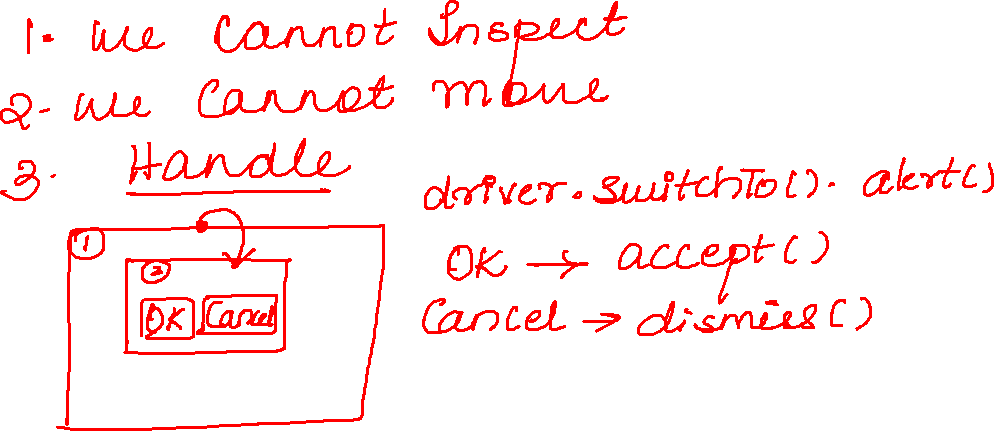 1. We Cannot Inspect
2. We Cannot move
3. Handle
driver.switchTo(). alert()
1
2
OK → accept()
OK Cancel
Cancel → dismiss()